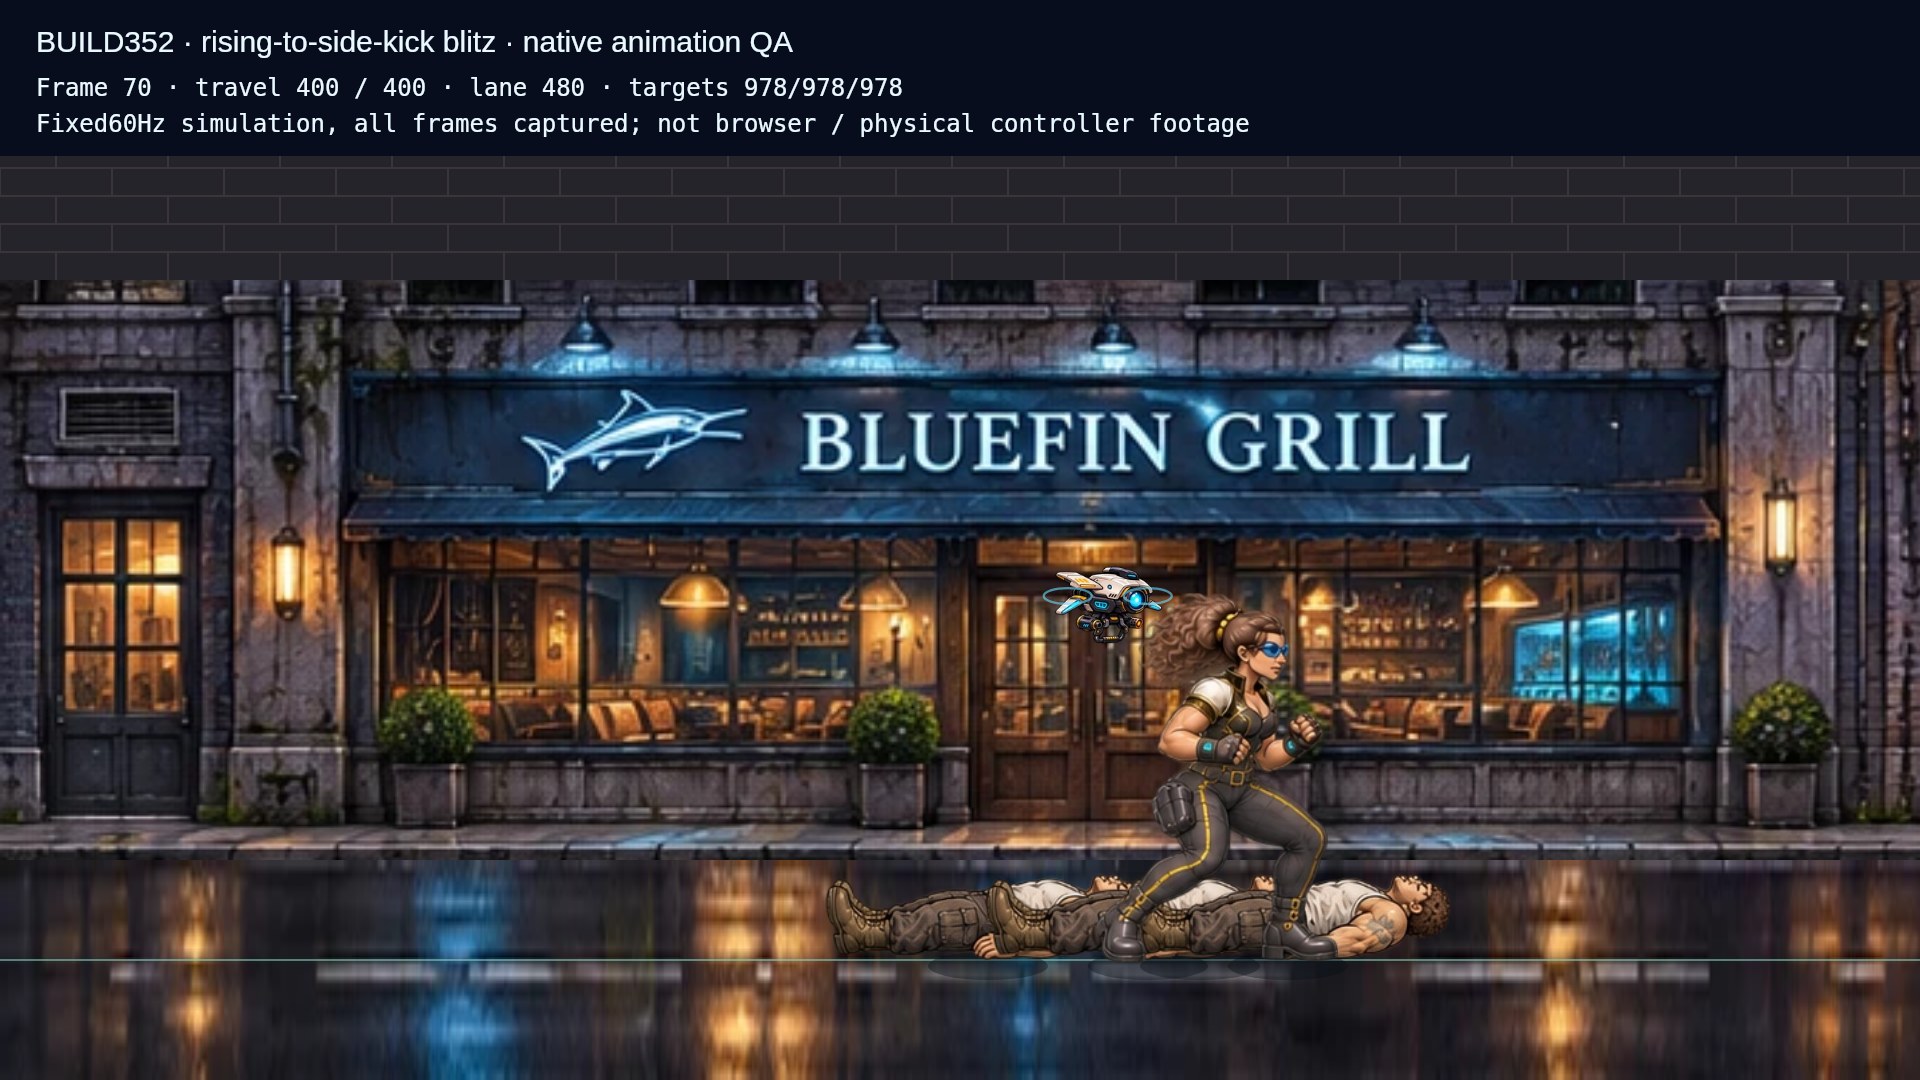 BUILD352 · rising-to-side-kick blitz · native animation QA
Frame 70 · travel 400 / 400 · lane 480 · targets 978/978/978
Fixed60Hz simulation, all frames captured; not browser / physical controller footage
BLUEFIN GRILL